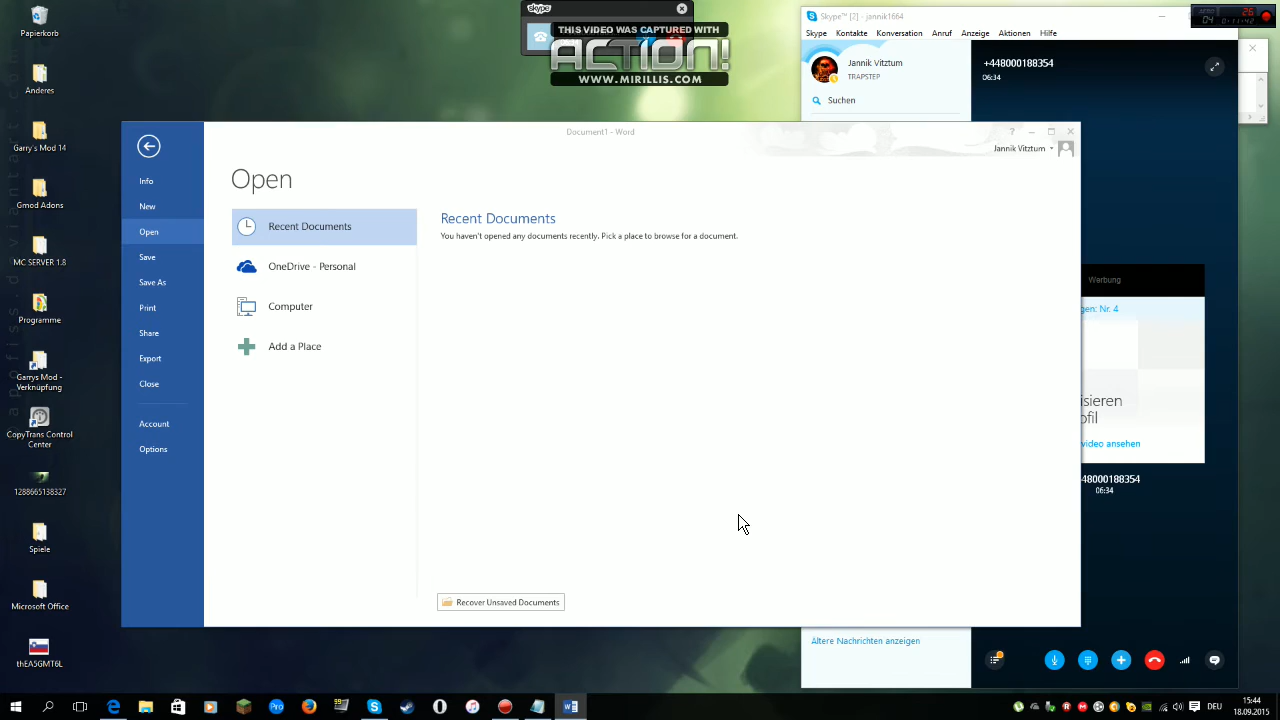 Papierkorb
Anderes
Garry's Mod 14
Gmod Adons
MC SERVER 1.8
Programme
Garrys Mod -
Verknüpfung
CopyTrans Control
Center
1288665138327
Spiele
Microsoft Office
thEA5GMT6L
skype
THIS VIDEO WAS CAPTURED WITH
ACTION!
WWW.MIRILLIS.COM
Skype™ [2] - jannik1664
Skype Kontakte Konversation Anruf Anzeige Aktionen Hilfe
Jannik Vitztum
TRAPSTEP
Suchen
+448000188354
06:34
26
04
Document1 - Word
Jannik Vitztum
Info
New
Open
Save
Save As
Print
Share
Export
Close
Account
Options
Open
Recent Documents
OneDrive - Personal
Computer
Add a Place
Recent Documents
You haven't opened any documents recently. Pick a place to browse for a document.
Recover Unsaved Documents
Werbung
gen: Nr. 4
isieren
ofil
video ansehen
48000188354
06:34
Ältere Nachrichten anzeigen
Pro
DEU
15:44
18.09.2015